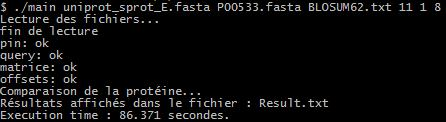 $ ./main uniprot_sprot_E.fasta P00533.fasta BLOSUM62.txt 11 1 8
Lecture des fichiers...
fin de lecture
pin: ok
query: ok
matrice: ok
offsets: ok
Comparaison de la protéine...
Résultats affichés dans le fichier : Result.txt
Execution time : 86.371 secondes.